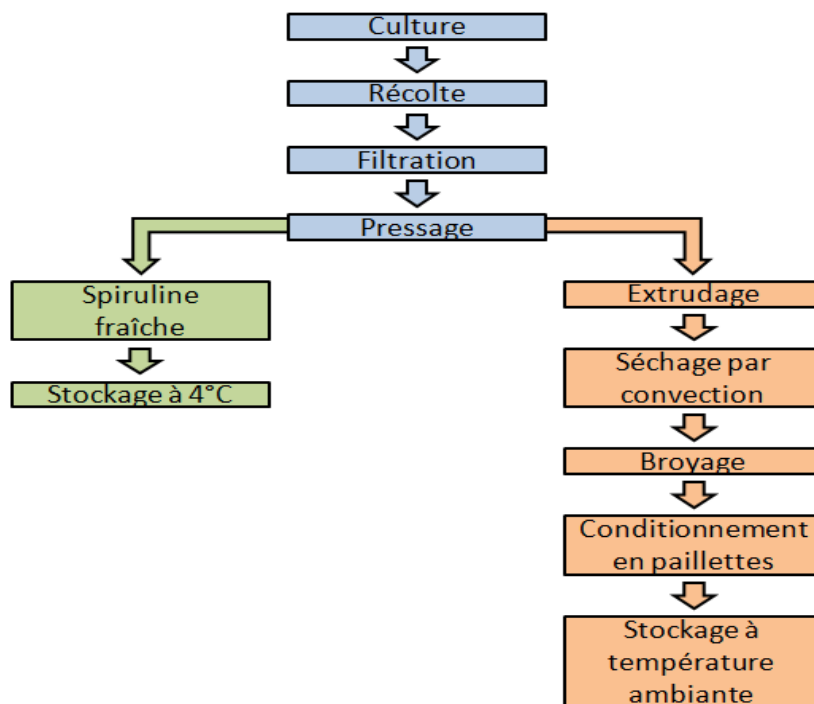 Culture
Récolte
Filtration
Pressage
Spiruline
fraîche
Stockage à 4°C
Extrudage
Séchage par
convection
Broyage
Conditionnement
en paillettes
Stockage à
température
ambiante